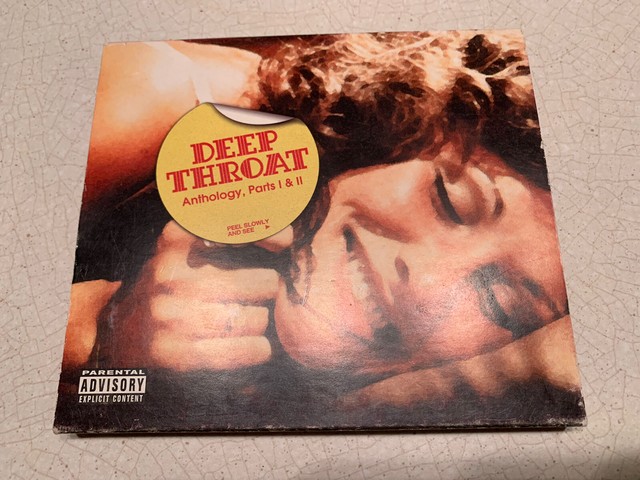 DEEP
THROAT
Anthology, Parts I & II
PEEL SLOWLY
AND SEE
PARENTAL
ADVISORY
EXPLICIT CONTENT